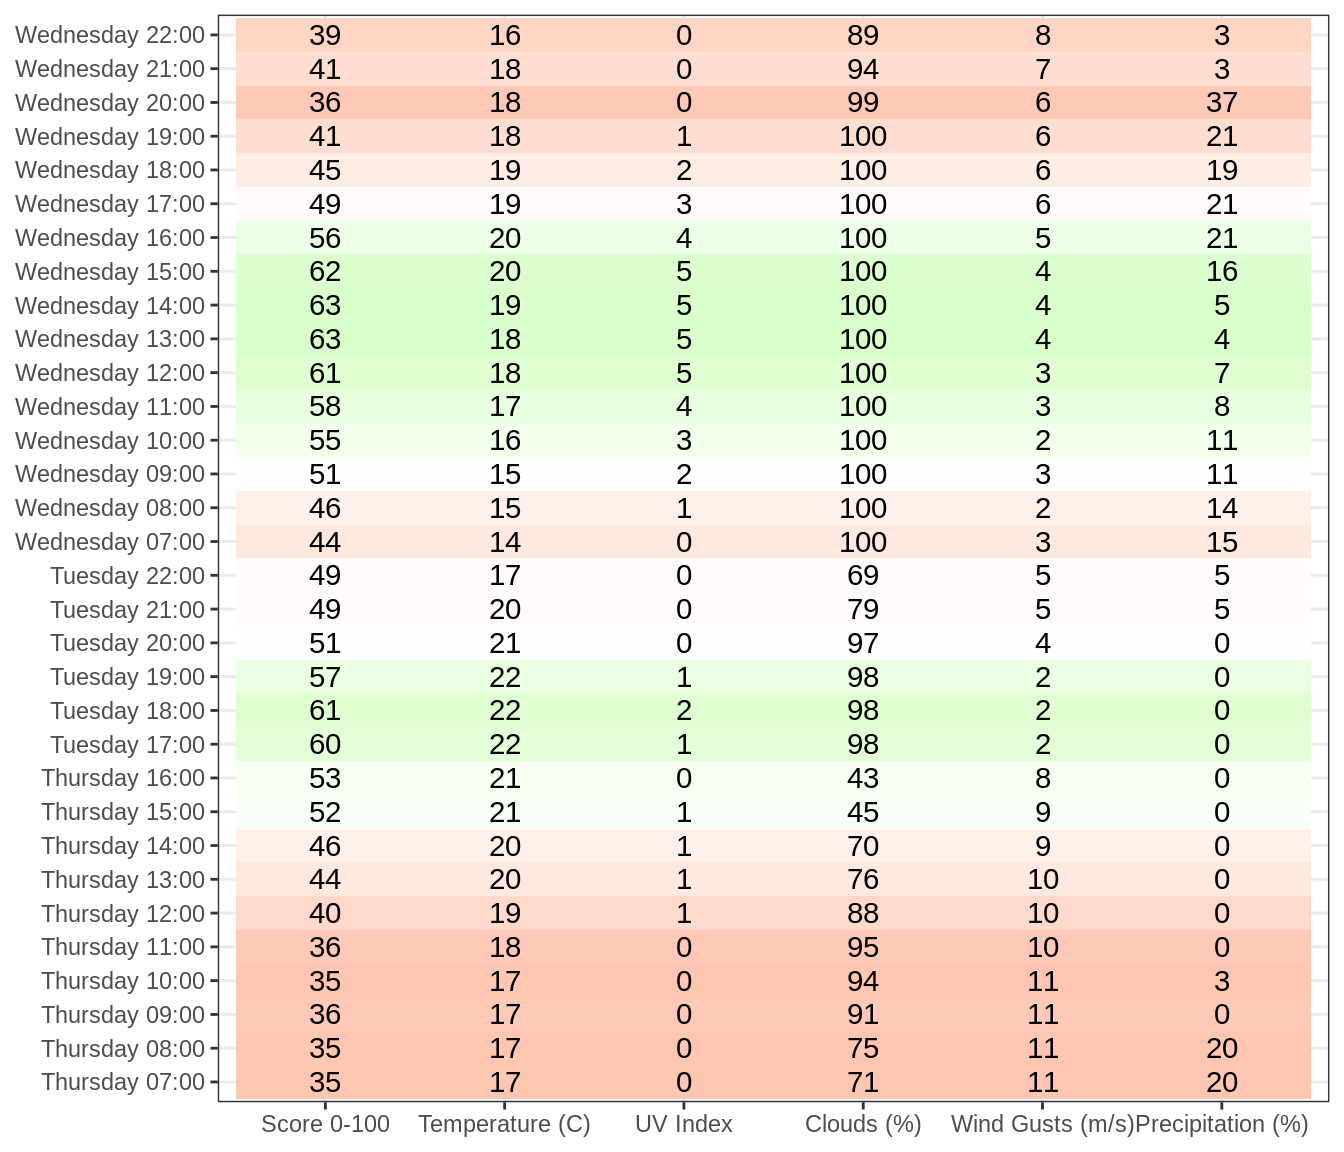 Wednesday 22:00 39 16 0 89 8 3
Wednesday 21:00 41 18 0 94 7 3
Wednesday 20:00 36 18 0 99 6 37
Wednesday 19:00 41 18 1 100 6 21
Wednesday 18:00 45 19 2 100 6 19
Wednesday 17:00 49 19 3 100 6 21
Wednesday 16:00 56 20 4 100 5 21
Wednesday 15:00 62 20 5 100 4 16
Wednesday 14:00 63 19 5 100 4 5
Wednesday 13:00 63 18 5 100 4 4
Wednesday 12:00 61 18 5 100 3 7
Wednesday 11:00 58 17 4 100 3 8
Wednesday 10:00 55 16 3 100 2 11
Wednesday 09:00 51 15 2 100 3 11
Wednesday 08:00 46 15 1 100 2 14
Wednesday 07:00 44 14 0 100 3 15
Tuesday 22:00 49 17 0 69 5 5
Tuesday 21:00 49 20 0 79 5 5
Tuesday 20:00 51 21 0 97 4 0
Tuesday 19:00 57 22 1 98 2 0
Tuesday 18:00 61 22 2 98 2 0
Tuesday 17:00 60 22 1 98 2 0
Thursday 16:00 53 21 0 43 8 0
Thursday 15:00 52 21 1 45 9 0
Thursday 14:00 46 20 1 70 9 0
Thursday 13:00 44 20 1 76 10 0
Thursday 12:00 40 19 1 88 10 0
Thursday 11:00 36 18 0 95 10 0
Thursday 10:00 35 17 0 94 11 3
Thursday 09:00 36 17 0 91 11 0
Thursday 08:00 35 17 0 75 11 20
Thursday 07:00 35 17 0 71 11 20
Score 0-100 Temperature (C) UV Index Clouds (%) Wind Gusts (m/s) Precipitation (%)